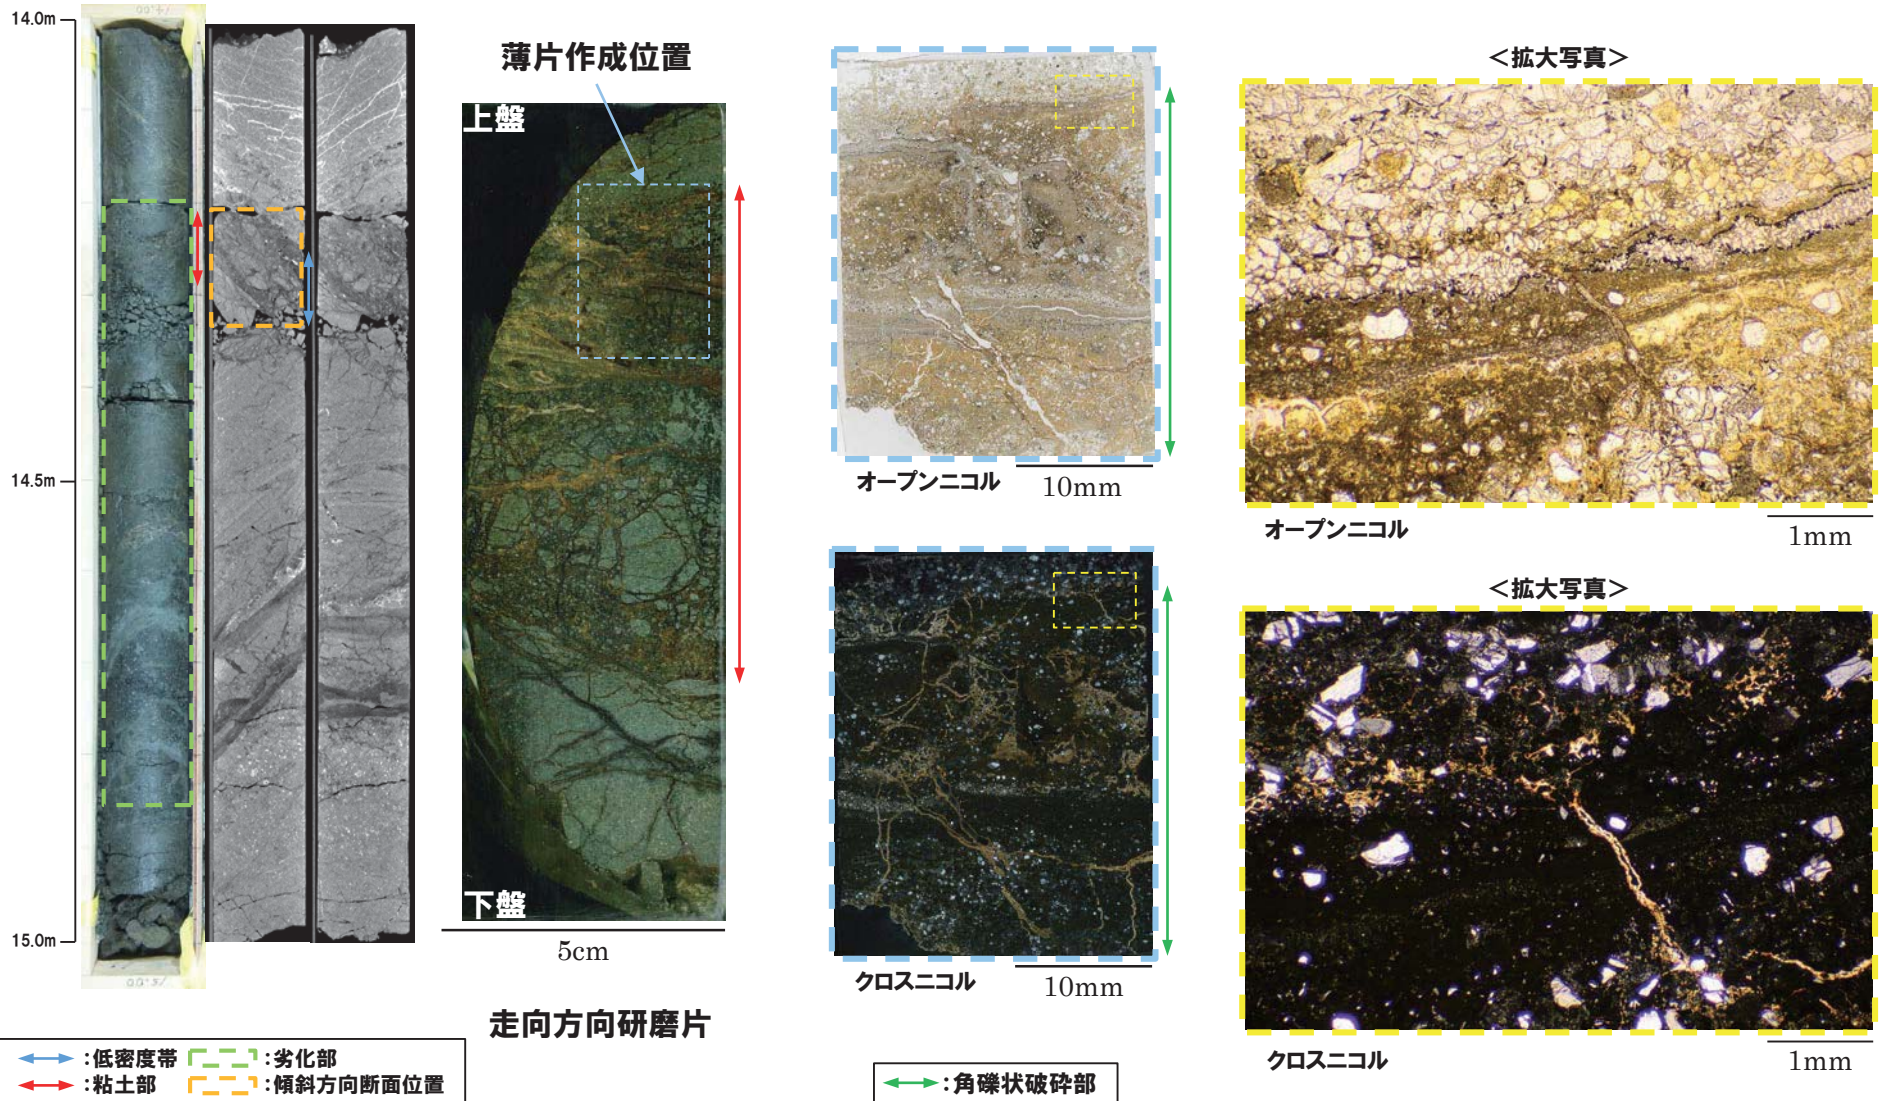 14.0m
14.5m
15.0m
14.00
15.00
薄片作成位置
上盤
下盤
5cm
走向方向研磨片
オープンニコル
10mm
クロスニコル
10mm
<拡大写真>
オープンニコル
1mm
<拡大写真>
クロスニコル
1mm
:低密度帯
:劣化部
:粘土部
:傾斜方向断面位置
:角礫状破砕部